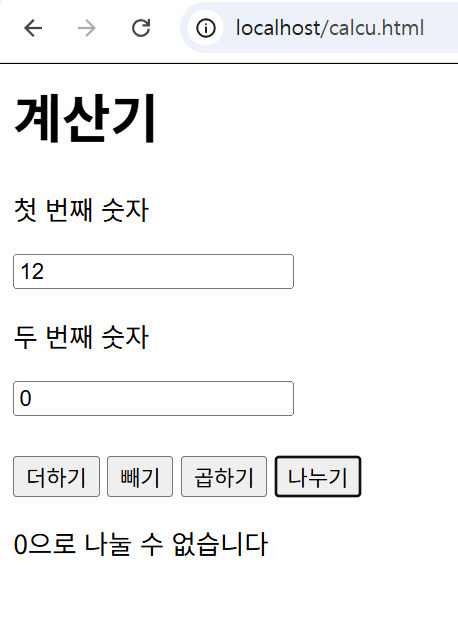 localhost/calcu.html
계산기
첫 번째 숫자
12
두 번째 숫자
0
더하기 빼기 곱하기 나누기
0으로 나눌 수 없습니다